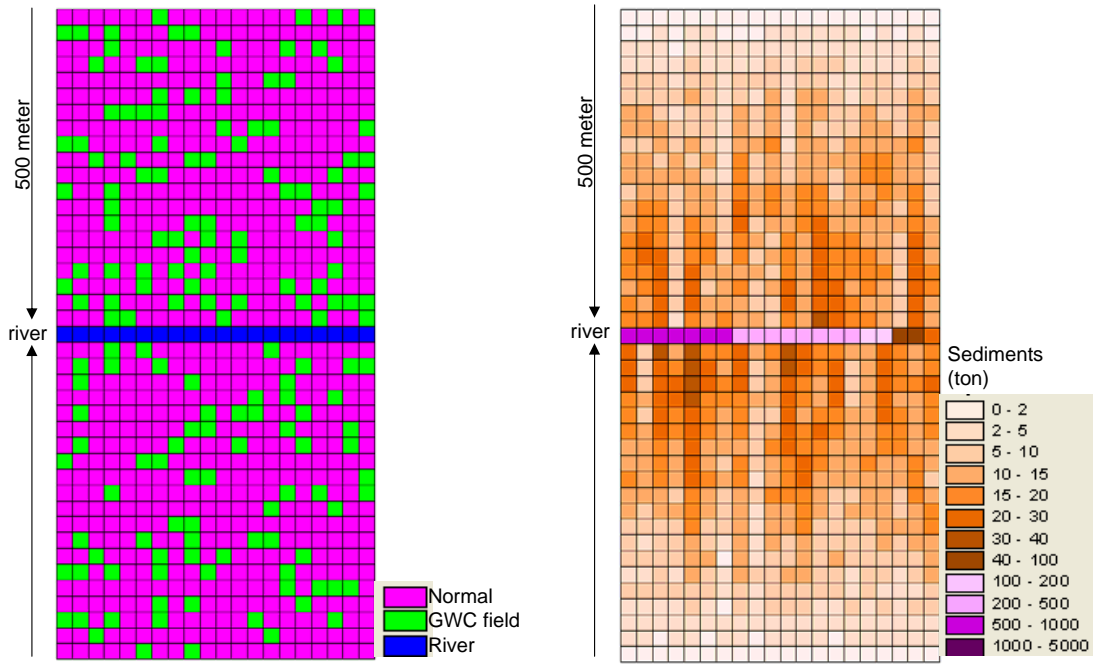 500 meter
river
Normal
GWC field
River
500 meter
river
Sediments
(ton)
0 - 2
2 - 5
5 - 10
10 - 15
15 - 20
20 - 30
30 - 40
40 - 100
100 - 200
200 - 500
500 - 1000
1000 - 5000